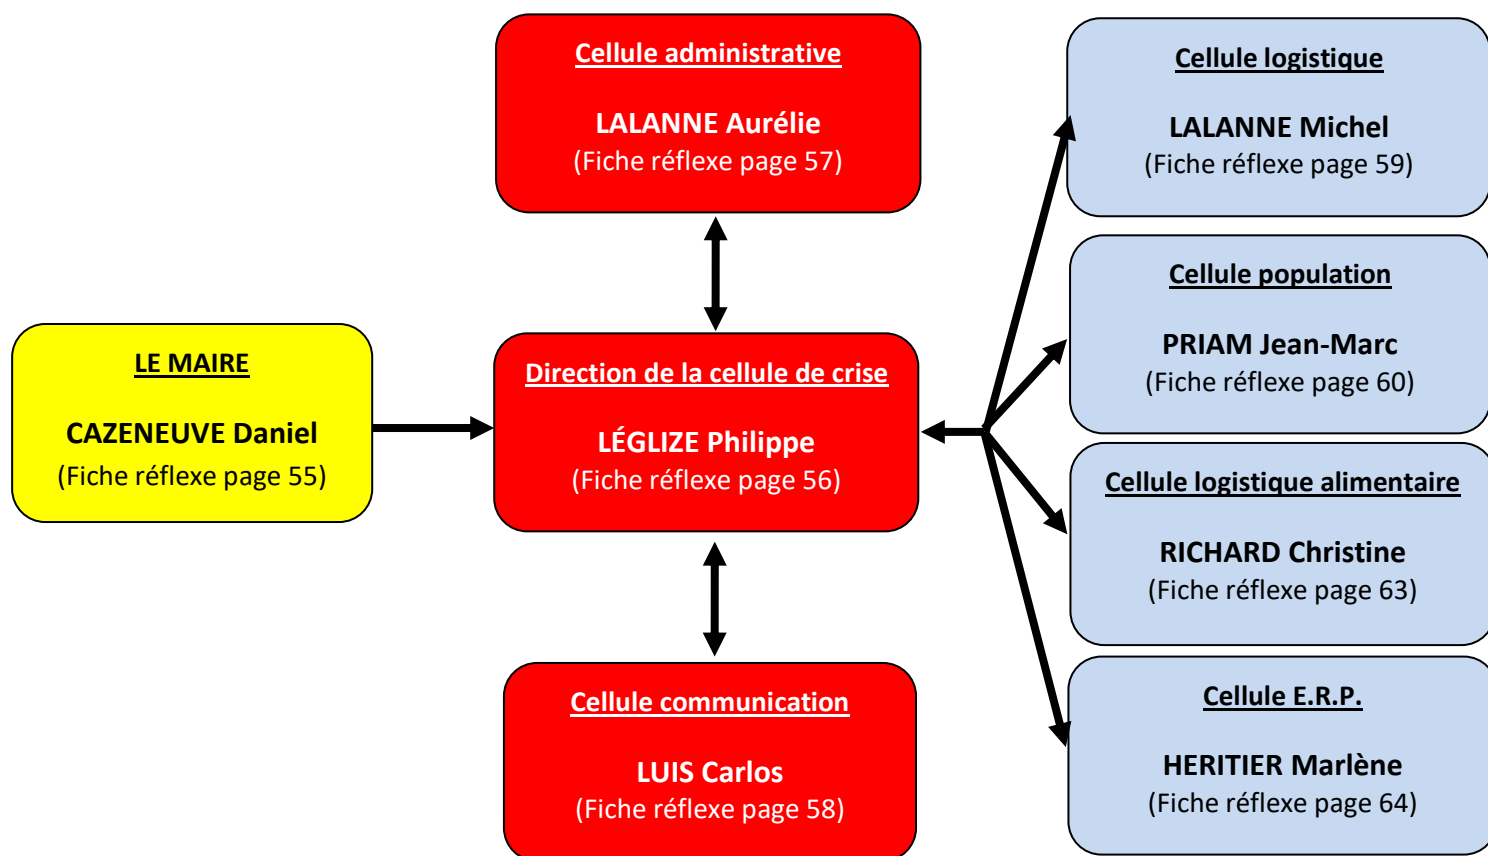 Cellule administrative
LALANNE Aurélie
(Fiche réflexe page 57)
Cellule logistique
LALANNE Michel
(Fiche réflexe page 59)
Cellule population
PRIAM Jean-Marc
(Fiche réflexe page 60)
LE MAIRE
CAZENEUVE Daniel
(Fiche réflexe page 55)
Direction de la cellule de crise
LÉGLIZE Philippe
(Fiche réflexe page 56)
Cellule logistique alimentaire
RICHARD Christine
(Fiche réflexe page 63)
Cellule communication
LUIS Carlos
(Fiche réflexe page 58)
Cellule E.R.P.
HERITIER Marlène
(Fiche réflexe page 64)